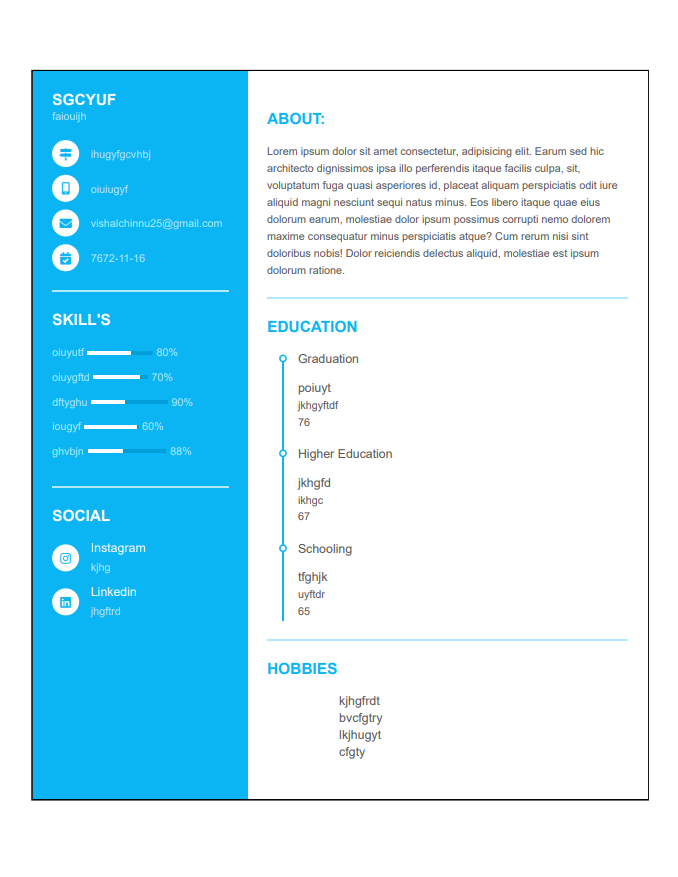 SGCYUF
faiouijh
ihugyfgcvhbj
oiuiugyf
vishalchinnu25@gmail.com
7672-11-16
SKILL'S
oiuyutf 80%
oiuygftd 70%
dftyghu 90%
iougyf 60%
ghvbjn 88%
SOCIAL
Instagram
kjhg
Linkedin
jhgftrd
ABOUT:
Lorem ipsum dolor sit amet consectetur, adipisicing elit. Earum sed hic
architecto dignissimos ipsa illo perferendis itaque facilis culpa, sit,
voluptatum fuga quasi asperiores id, placeat aliquam perspiciatis odit iure
aliquid magni nesciunt sequi natus minus. Eos libero itaque quae eius
dolorum earum, molestiae dolor ipsum possimus corrupti nemo dolorem
maxime consequatur minus perspiciatis atque? Cum rerum nisi sint
doloribus nobis! Dolor reiciendis delectus aliquid, molestiae est ipsum
dolorum ratione.
EDUCATION
Graduation
poiuyt
jkhgyftdf
76
Higher Education
jkhgfd
ikhgc
67
Schooling
tfghjk
uyftdr
65
HOBBIES
kjhgfrdt
bvcfgtry
lkjhugyt
cfgty